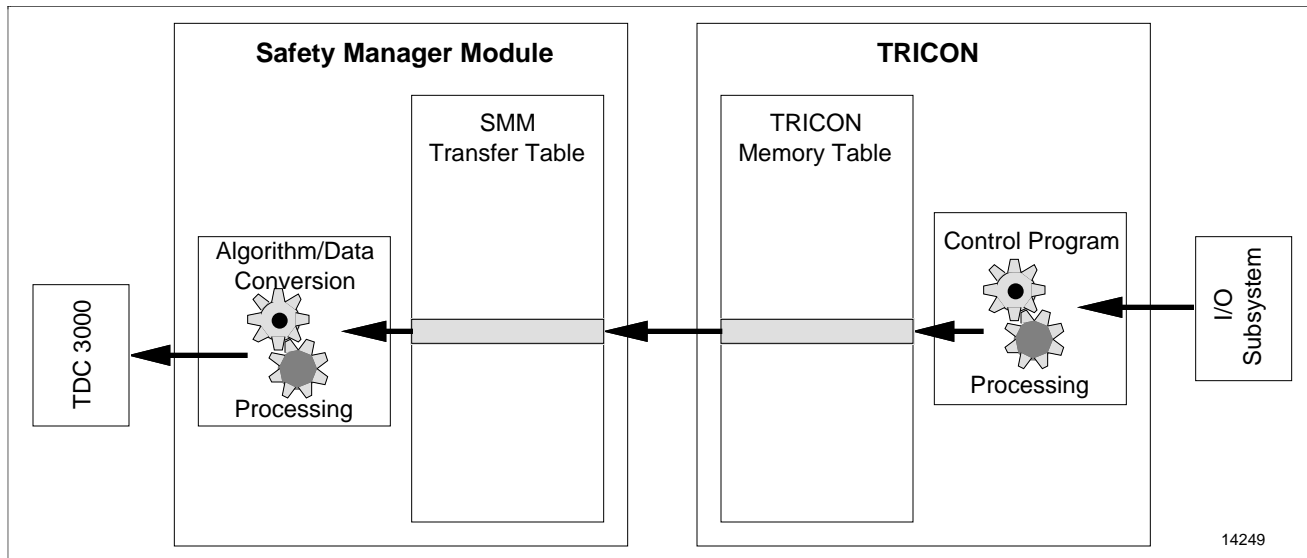 Safety Manager Module
TRICON
SMM
Transfer Table
TRICON
Memory Table
Algorithm/Data
Conversion
Processing
Control Program
Processing
TDC 3000
I/O
Subsystem
14249